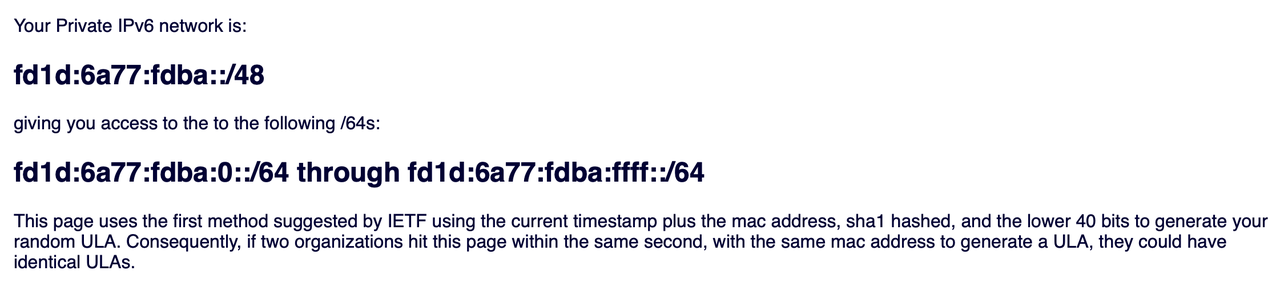 Your Private IPv6 network is:
fd1d:6a77:fdba::/48
giving you access to the to the following /64s:
fd1d:6a77:fdba:0::/64 through fd1d:6a77:fdba:ffff::/64
This page uses the first method suggested by IETF using the current timestamp plus the mac address, sha1 hashed, and the lower 40 bits to generate your
random ULA. Consequently, if two organizations hit this page within the same second, with the same mac address to generate a ULA, they could have
identical ULAs.